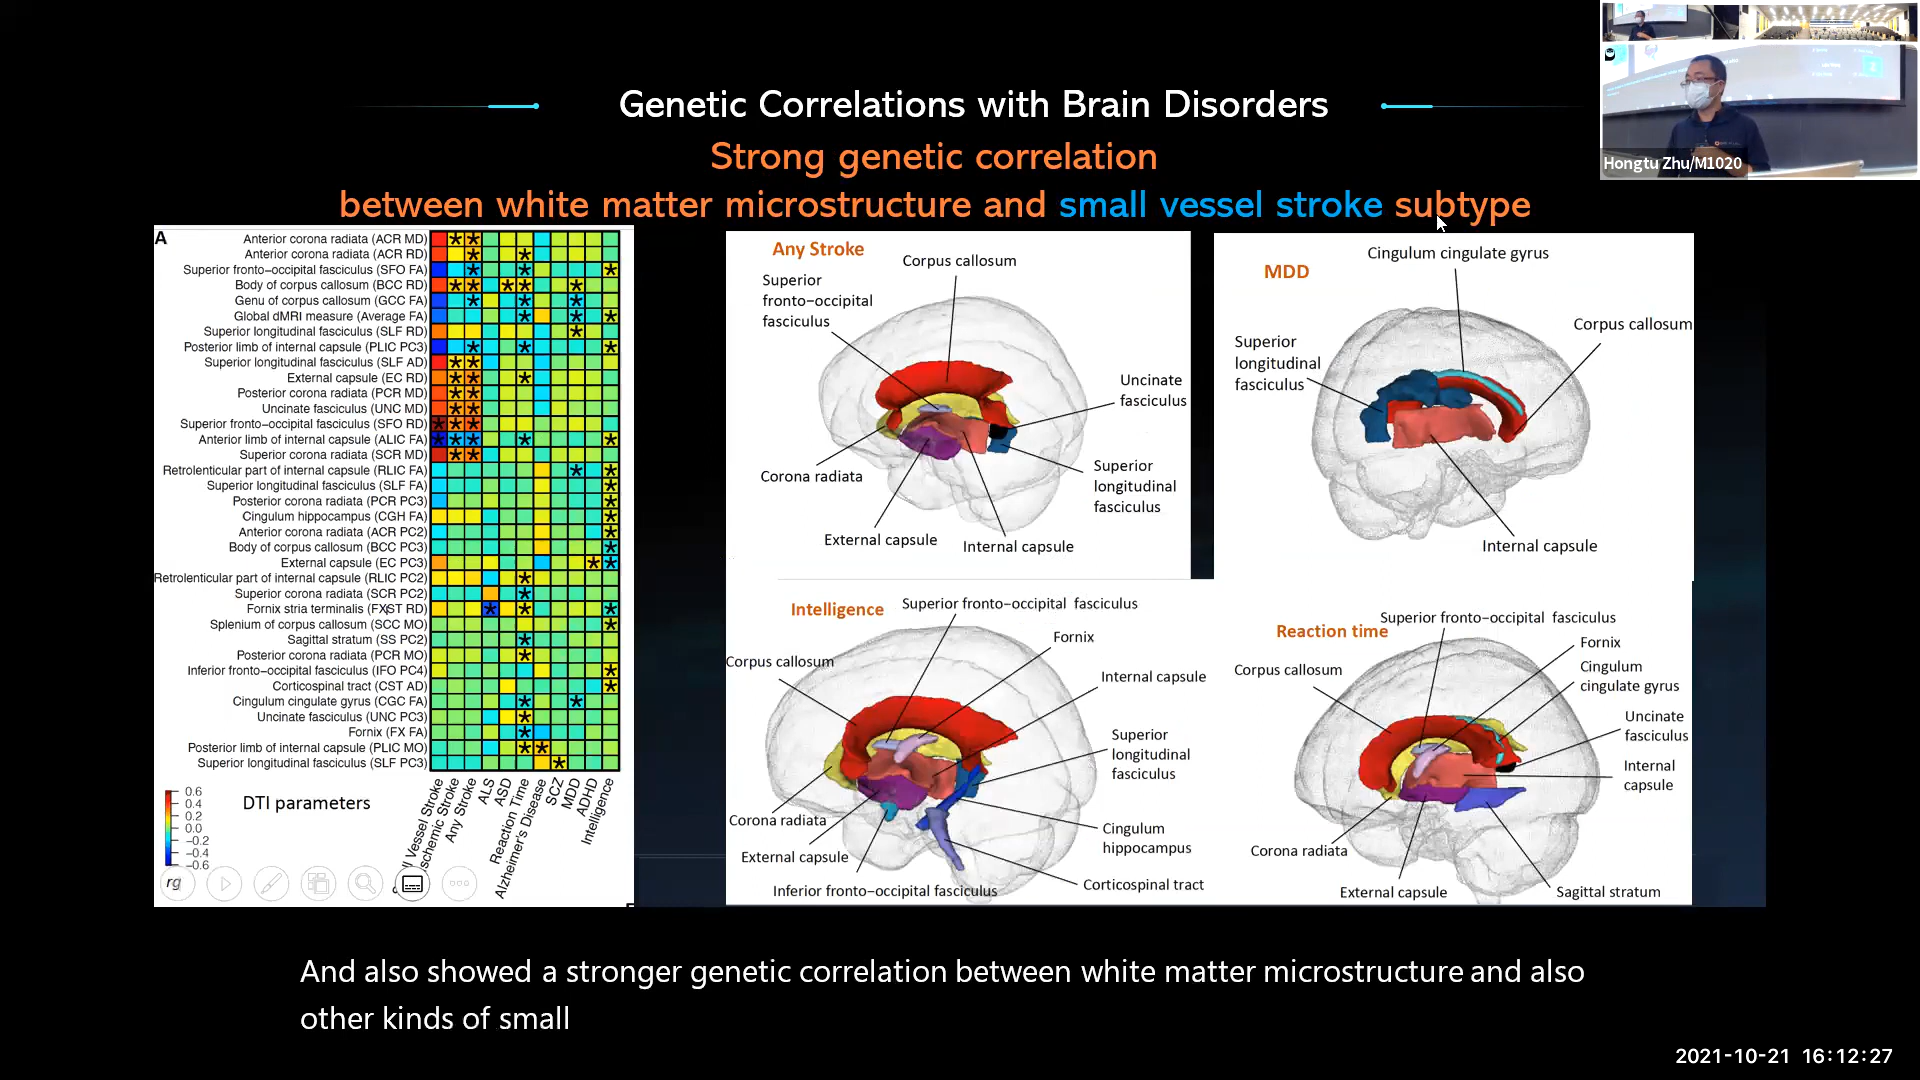 Genetic Correlations with Brain Disorders
Strong genetic correlation
between white matter microstructure and small vessel stroke subtype
Hongtu Zhu/M1020
A
Anterior corona radiata (ACR MD)
Anterior corona radiata (ACR RD)
Superior fronto−occipital fasciculus (SFO FA)
Body of corpus callosum (BCC RD)
Genu of corpus callosum (GCC FA)
Global dMRI measure (Average FA)
Superior longitudinal fasciculus (SLF RD)
Posterior limb of internal capsule (PLIC PC3)
Superior longitudinal fasciculus (SLF AD)
External capsule (EC RD)
Posterior corona radiata (PCR MD)
Uncinate fasciculus (UNC MD)
Superior fronto−occipital fasciculus (SFO RD)
Anterior limb of internal capsule (ALIC FA)
Superior corona radiata (SCR MD)
Retrolenticular part of internal capsule (RLIC FA)
Superior longitudinal fasciculus (SLF FA)
Posterior corona radiata (PCR PC3)
Cingulum hippocampus (CGH FA)
Anterior corona radiata (ACR PC2)
Body of corpus callosum (BCC PC3)
External capsule (EC PC3)
Retrolenticular part of internal capsule (RLIC PC2)
Superior corona radiata (SCR PC2)
Fornix stria terminalis (FXST RD)
Splenium of corpus callosum (SCC MO)
Sagittal stratum (SS PC2)
Posterior corona radiata (PCR MO)
Inferior fronto−occipital fasciculus (IFO PC4)
Corticospinal tract (CST AD)
Cingulum cingulate gyrus (CGC FA)
Uncinate fasciculus (UNC PC3)
Fornix (FX FA)
Posterior limb of internal capsule (PLIC MO)
Superior longitudinal fasciculus (SLF PC3)
Vessel Stroke
Stroke
Any Stroke
ALS
ASD
Reaction Time
Alzheimer's Disease
SCZ
MDD
ADHD
Intelligence
DTI parameters
0.6
0.4
0.2
0.0
−0.2
−0.4
−0.6
rg
Any Stroke
Corpus callosum
Superior
fronto−occipital
fasciculus
Uncinate
fasciculus
Corona radiata
Superior
longitudinal
fasciculus
External capsule
Internal capsule
MDD
Cingulum cingulate gyrus
Corpus callosum
Superior
longitudinal
fasciculus
Internal capsule
Intelligence
Superior fronto−occipital fasciculus
Fornix
Corpus callosum
Internal capsule
Superior
longitudinal
fasciculus
Corona radiata
Cingulum
hippocampus
External capsule
Corticospinal tract
Inferior fronto−occipital fasciculus
Reaction time
Superior fronto−occipital fasciculus
Fornix
Corpus callosum
Cingulum
cingulate gyrus
Uncinate
fasciculus
Internal
capsule
Corona radiata
External capsule
Sagittal stratum
And also showed a stronger genetic correlation between white matter microstructure and also
other kinds of small
2021-10-21 16:12:27